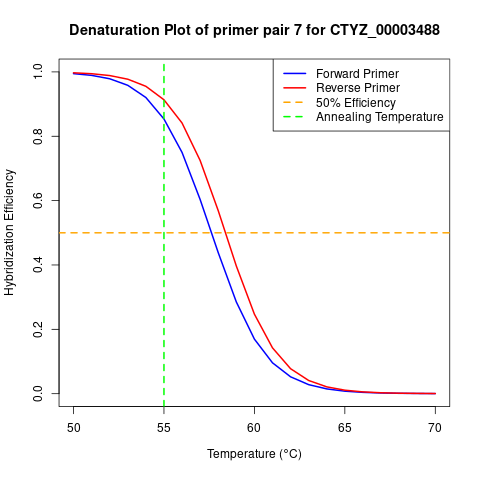 Denaturation Plot of primer pair 7 for CTYZ_00003488
Forward Primer
Reverse Primer
50% Efficiency
Annealing Temperature
Hybridization Efficiency
1.0
0.8
0.6
0.4
0.2
0.0
50 55 60 65 70
Temperature (°C)